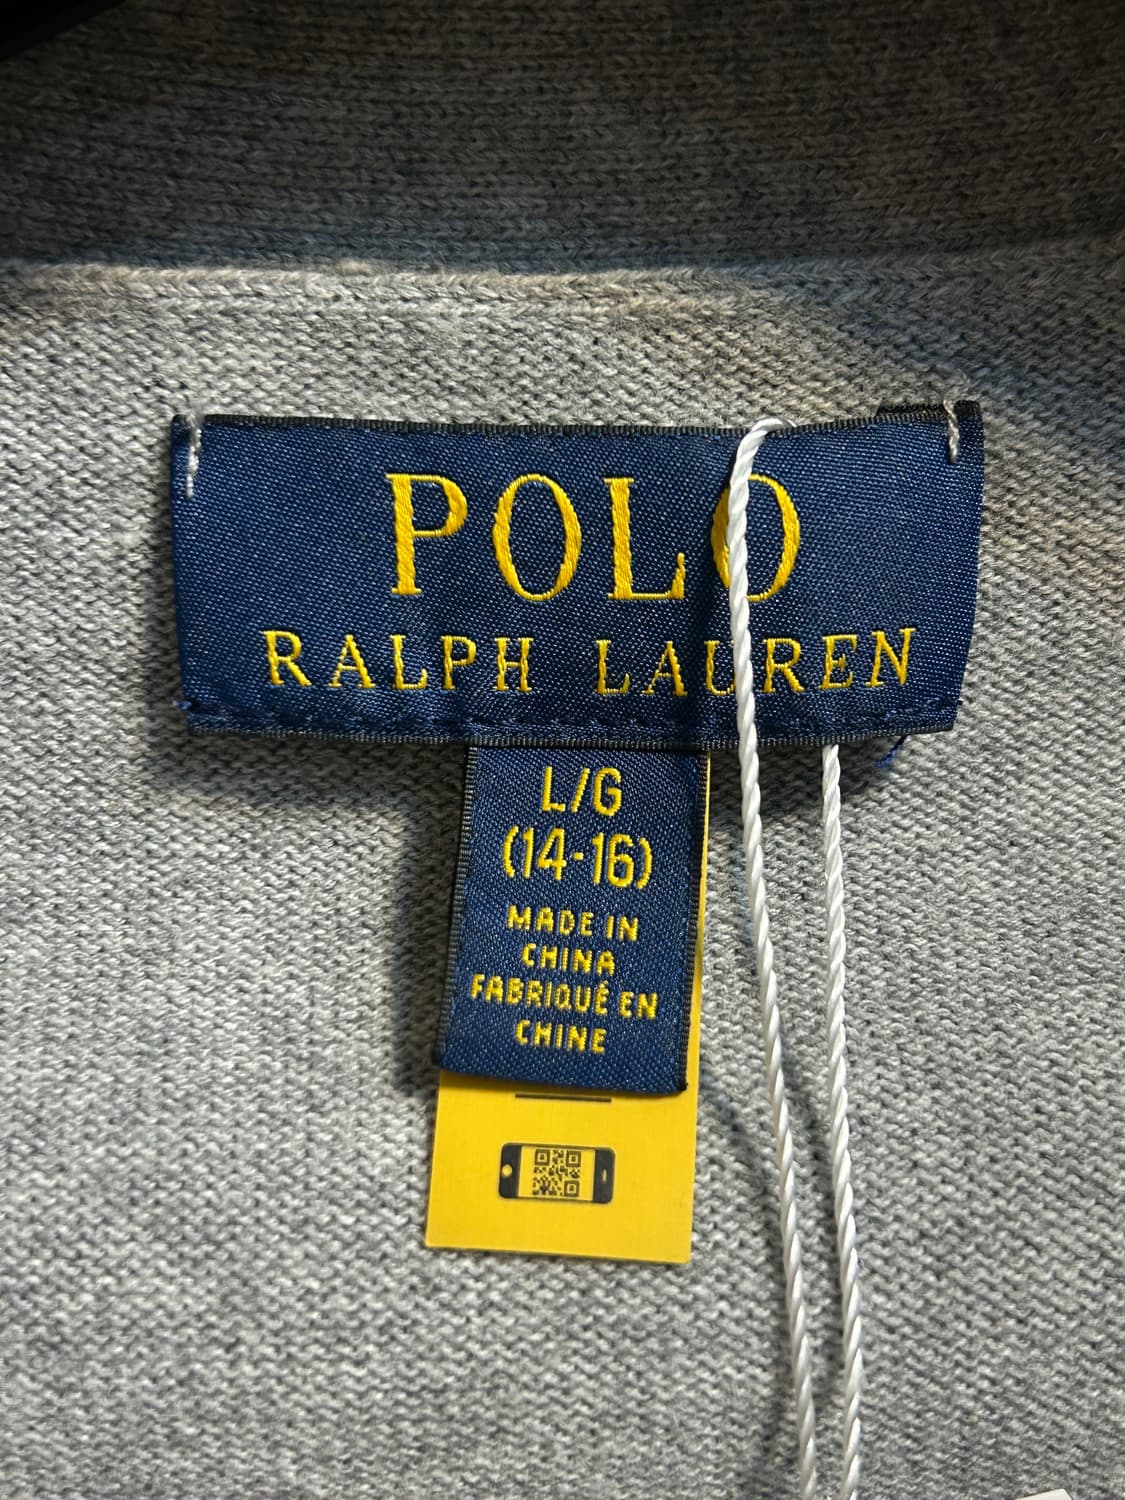 POLO
RALPH LAUREN
L/G
(14-16)
MADE IN
CHINA
FABRIQUÉ EN
CHINE